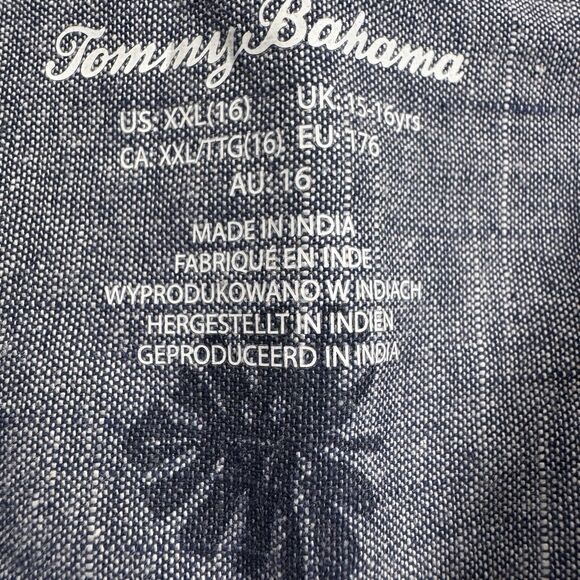 Tommy Bahama
US: XXL(16) UK: 15-16yrs
CA: XXL/TTG(16) EU: 176
AU: 16
MADE IN INDIA
FABRIQUÉ EN INDE
WYPRODUKOWANO W INDIACH
HERGESTELLT IN INDIEN
GEPRODUCEERD IN INDIA